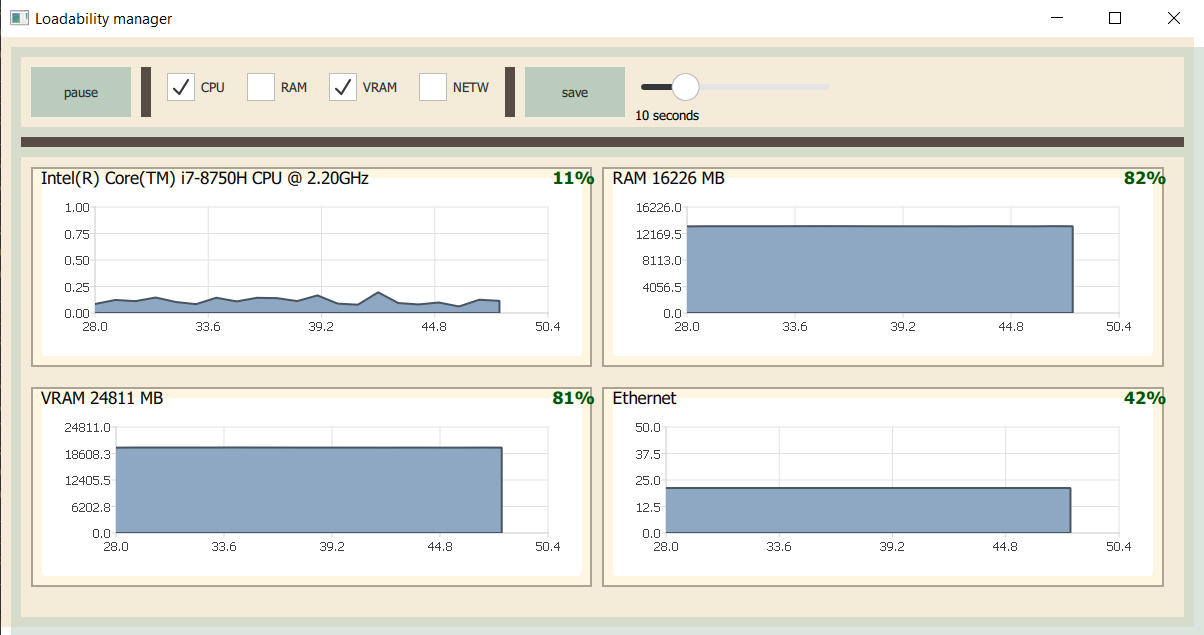 Loadability manager
pause CPU RAM VRAM NETW save
10 seconds
Intel(R) Core(TM) i7-8750H CPU @ 2.20GHz 11%
1.00
0.75
0.50
0.25
0.00
28.0 33.6 39.2 44.8 50.4
RAM 16226 MB 82%
16226.0
12169.5
8113.0
4056.5
0.0
28.0 33.6 39.2 44.8 50.4
VRAM 24811 MB 81%
24811.0
18608.3
12405.5
6202.8
0.0
28.0 33.6 39.2 44.8 50.4
Ethernet 42%
50.0
37.5
25.0
12.5
0.0
28.0 33.6 39.2 44.8 50.4